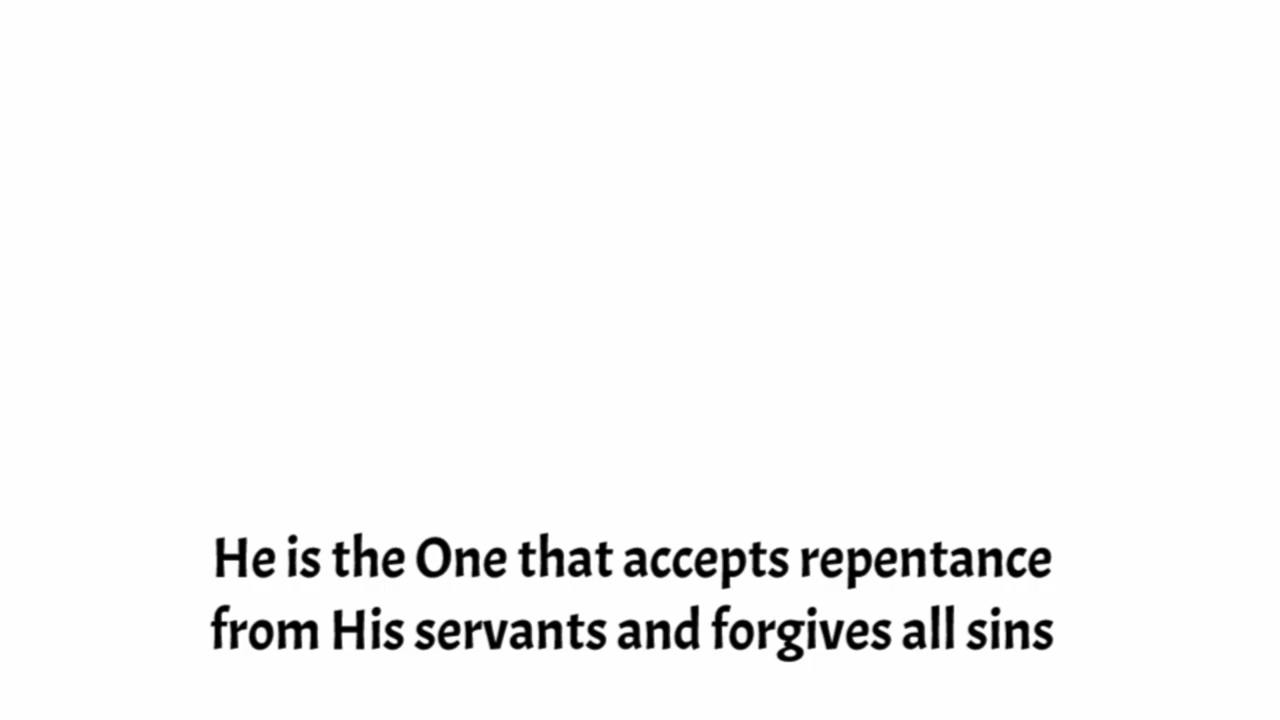 He is the One that accepts repentance
from His servants and forgives all sins